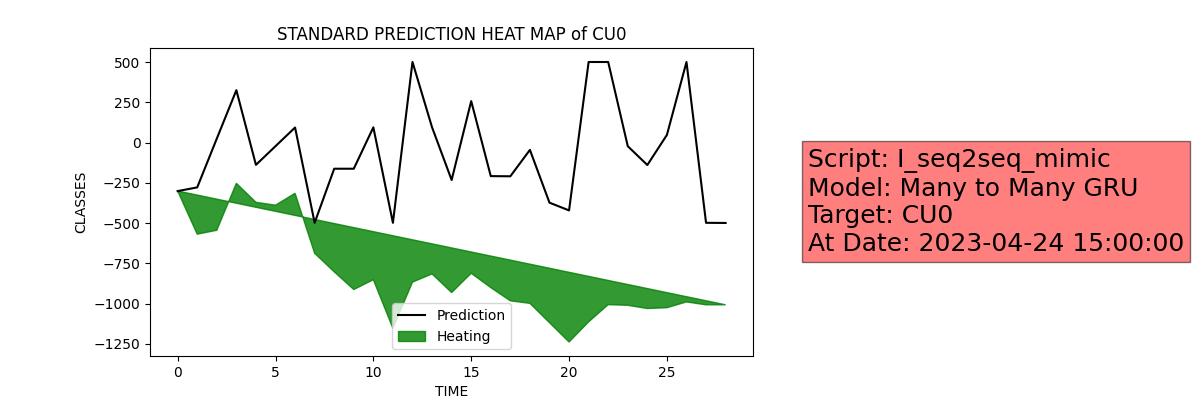 STANDARD PREDICTION HEAT MAP of CU0
500
250
0
−250
−500
−750
−1000
−1250
CLASSES
0 5 10 15 20 25
TIME
Prediction
Heating
Script: I_seq2seq_mimic
Model: Many to Many GRU
Target: CU0
At Date: 2023-04-24 15:00:00